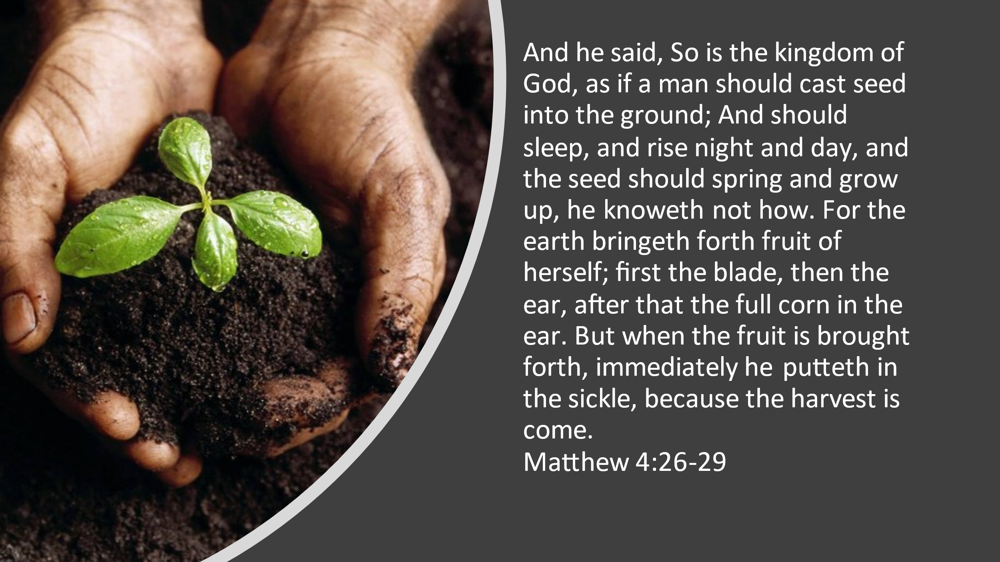 And he said, So is the kingdom of
God, as if a man should cast seed
into the ground; And should
sleep, and rise night and day, and
the seed should spring and grow
up, he knoweth not how. For the
earth bringeth forth fruit of
herself; first the blade, then the
ear, after that the full corn in the
ear. But when the fruit is brought
forth, immediately he putteth in
the sickle, because the harvest is
come.
Matthew 4:26-29